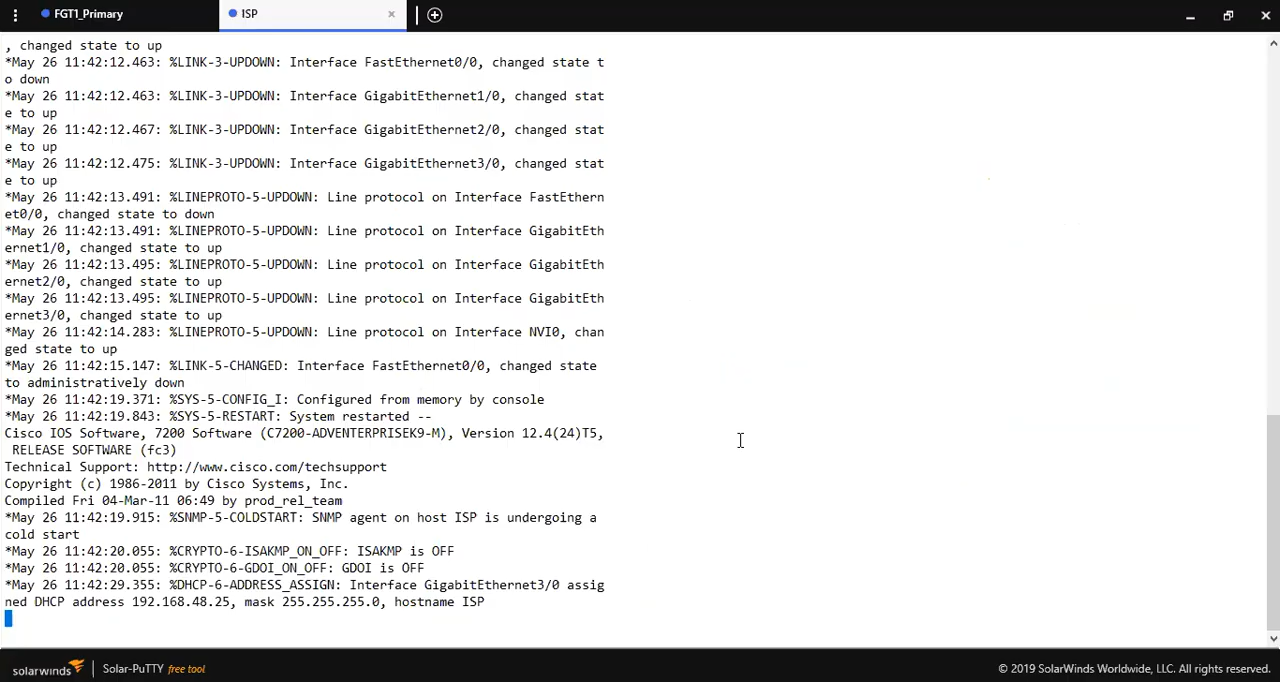 FGT1_Primary
ISP
, changed state to up
*May 26 11:42:12.463: %LINK-3-UPDOWN: Interface FastEthernet0/0, changed state t
o down
*May 26 11:42:12.463: %LINK-3-UPDOWN: Interface GigabitEthernet1/0, changed stat
e to up
*May 26 11:42:12.467: %LINK-3-UPDOWN: Interface GigabitEthernet2/0, changed stat
e to up
*May 26 11:42:12.475: %LINK-3-UPDOWN: Interface GigabitEthernet3/0, changed stat
e to up
*May 26 11:42:13.491: %LINEPROTO-5-UPDOWN: Line protocol on Interface FastEthern
et0/0, changed state to down
*May 26 11:42:13.491: %LINEPROTO-5-UPDOWN: Line protocol on Interface GigabitEth
ernet1/0, changed state to up
*May 26 11:42:13.495: %LINEPROTO-5-UPDOWN: Line protocol on Interface GigabitEth
ernet2/0, changed state to up
*May 26 11:42:13.495: %LINEPROTO-5-UPDOWN: Line protocol on Interface GigabitEth
ernet3/0, changed state to up
*May 26 11:42:14.283: %LINEPROTO-5-UPDOWN: Line protocol on Interface NVI0, chan
ged state to up
*May 26 11:42:15.147: %LINK-5-CHANGED: Interface FastEthernet0/0, changed state
to administratively down
*May 26 11:42:19.371: %SYS-5-CONFIG_I: Configured from memory by console
*May 26 11:42:19.843: %SYS-5-RESTART: System restarted --
Cisco IOS Software, 7200 Software (C7200-ADVENTERPRISEK9-M), Version 12.4(24)T5,
RELEASE SOFTWARE (fc3)
Technical Support: http://www.cisco.com/techsupport
Copyright (c) 1986-2011 by Cisco Systems, Inc.
Compiled Fri 04-Mar-11 06:49 by prod_rel_team
*May 26 11:42:19.915: %SNMP-5-COLDSTART: SNMP agent on host ISP is undergoing a
cold start
*May 26 11:42:20.055: %CRYPTO-6-ISAKMP_ON_OFF: ISAKMP is OFF
*May 26 11:42:20.055: %CRYPTO-6-GDOI_ON_OFF: GDOI is OFF
*May 26 11:42:29.355: %DHCP-6-ADDRESS_ASSIGN: Interface GigabitEthernet3/0 assig
ned DHCP address 192.168.48.25, mask 255.255.255.0, hostname ISP
solarwinds Solar-PuTTY free tool
© 2019 SolarWinds Worldwide, LLC. All rights reserved.